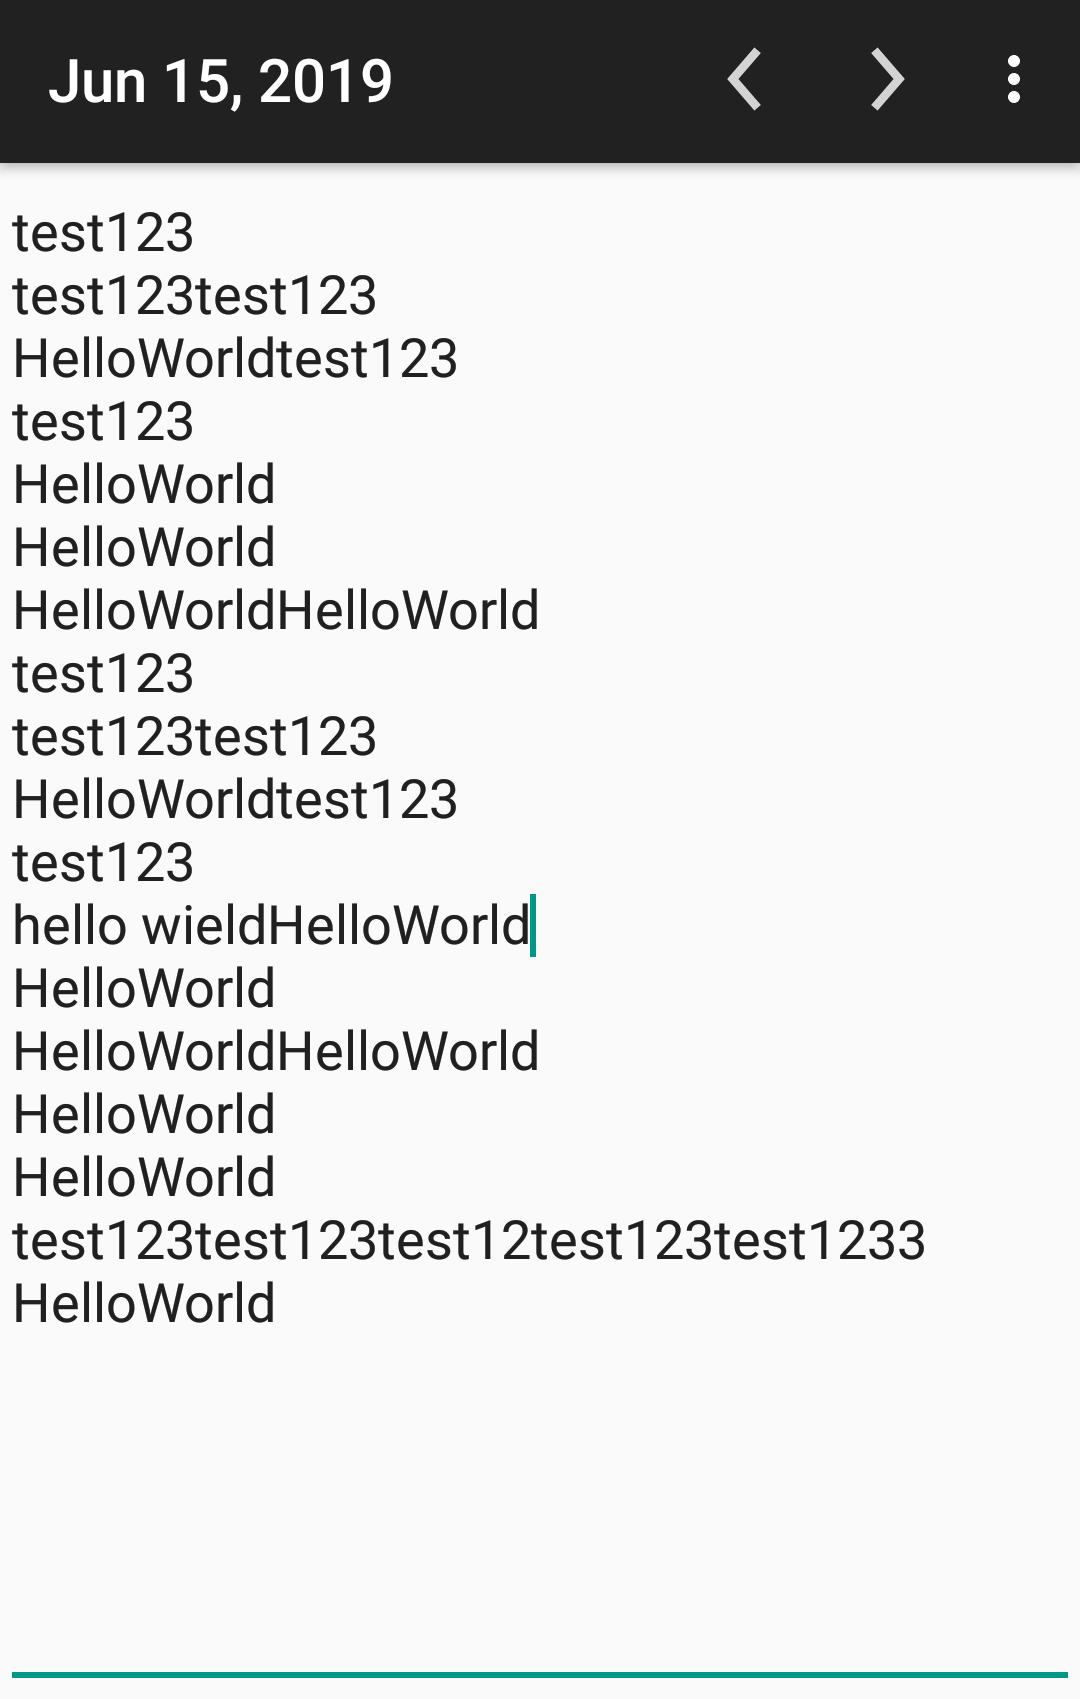 Jun 15, 2019
test123
test123test123
HelloWorldtest123
test123
HelloWorld
HelloWorld
HelloWorldHelloWorld
test123
test123test123
HelloWorldtest123
test123
hello wieldHelloWorld
HelloWorld
HelloWorldHelloWorld
HelloWorld
HelloWorld
test123test123test12test123test1233
HelloWorld